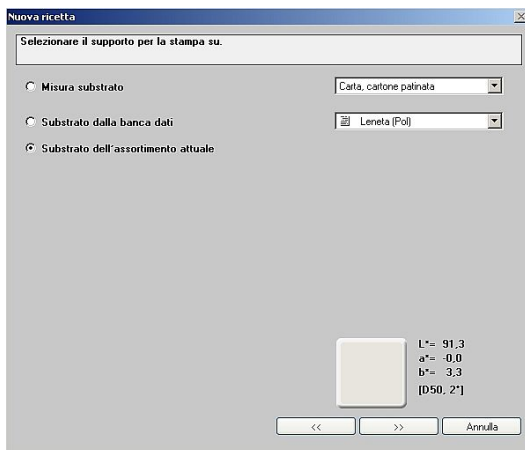 Nuova ricetta
Selezionare il supporto per la stampa su.
Misura substrato
Carta, cartone patinata
Substrato dalla banca dati
Leneta (Pol)
Substrato dell´assortimento attuale
L*= 91,3
a*= -0,0
b*= 3,3
[D50, 2°]
<< >> Annulla